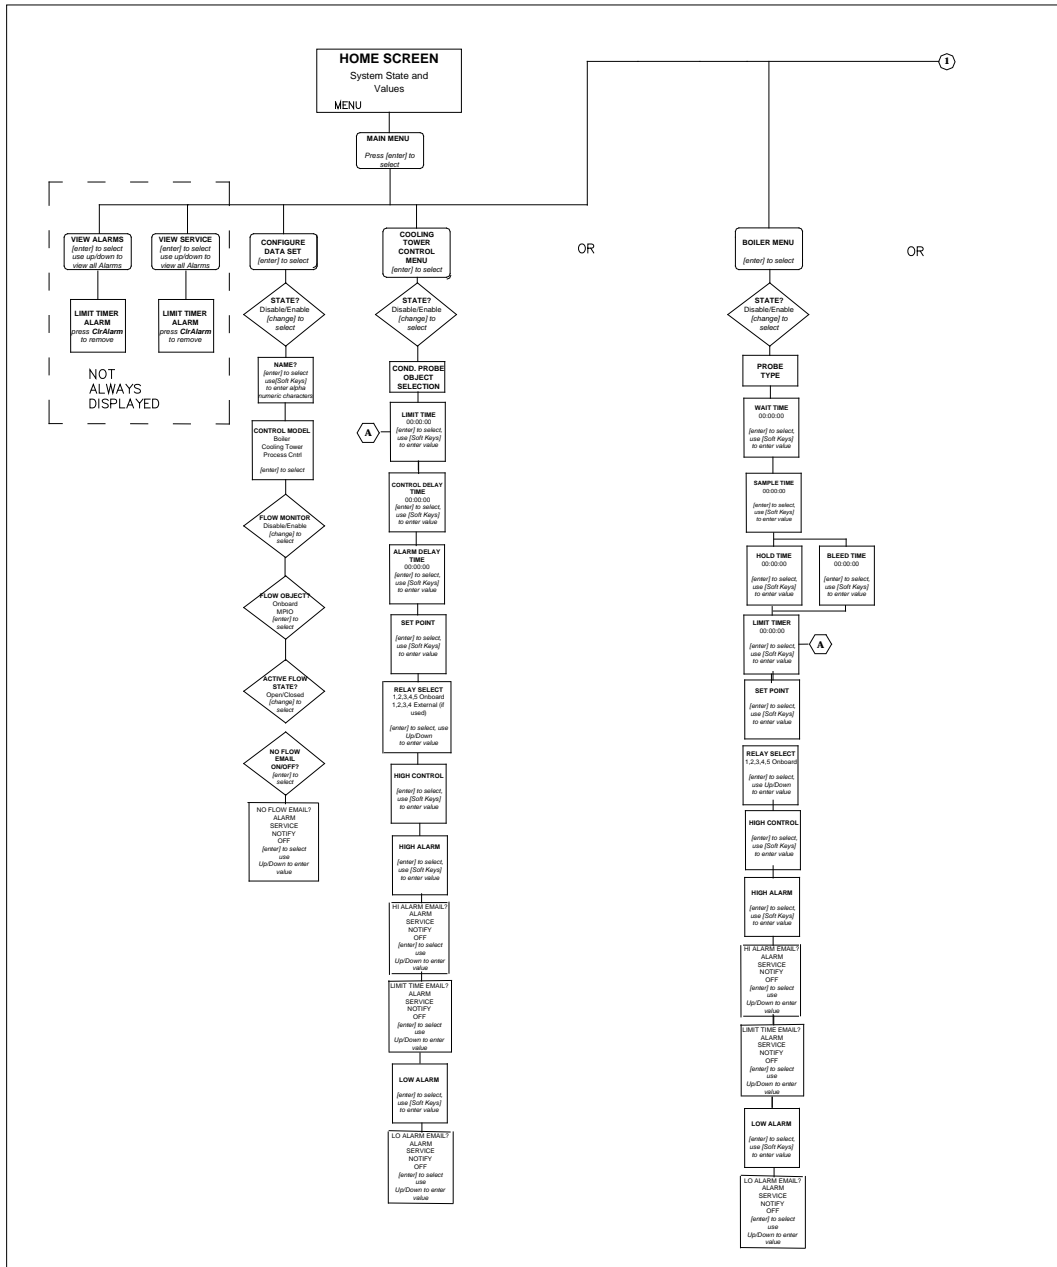 HOME SCREEN
System State and
Values
MENU
1
MAIN MENU
Press [enter] to
select
VIEW ALARMS
[enter] to select
use up/down to
view all Alarms
LIMIT TIMER
ALARM
press ClrAlarm
to remove
VIEW SERVICE
[enter] to select
use up/down to
view all Alarms
LIMIT TIMER
ALARM
press ClrAlarm
to remove
NOT
ALWAYS
DISPLAYED
CONFIGURE
DATA SET
[enter] to select
STATE?
Disable/Enable
[change] to
select
NAME?
[enter] to select
use[Soft Keys]
to enter alpha
numeric characters
CONTROL MODEL
Boiler
Cooling Tower
Process Cntrl
[enter] to select
FLOW MONITOR
Disable/Enable
[change] to
select
FLOW OBJECT?
Onboard
MPIO
[enter] to
select
ACTIVE FLOW
STATE?
Open/Closed
[change] to
select
NO FLOW
EMAIL
ON/OFF?
[enter] to
select
NO FLOW EMAIL?
ALARM
SERVICE
NOTIFY
OFF
[enter] to select
use
Up/Down to enter
value
COOLING
TOWER
CONTROL
MENU
[enter] to select
STATE?
Disable/Enable
[change] to
select
COND. PROBE
OBJECT
SELECTION
A
LIMIT TIME
00:00:00
[enter] to select,
use [Soft Keys]
to enter value
CONTROL DELAY
TIME
00:00:00
[enter] to select,
use [Soft Keys]
to enter value
ALARM DELAY
TIME
00:00:00
[enter] to select,
use [Soft Keys]
to enter value
SET POINT
[enter] to select,
use [Soft Keys]
to enter value
RELAY SELECT
1,2,3,4,5 Onboard
1,2,3,4 External (if
used)
[enter] to select, use
Up/Down
to enter value
HIGH CONTROL
[enter] to select,
use [Soft Keys]
to enter value
HIGH ALARM
[enter] to select,
use [Soft Keys]
to enter value
HI ALARM EMAIL?
ALARM
SERVICE
NOTIFY
OFF
[enter] to select
use
Up/Down to enter
value
LIMIT TIME EMAIL?
ALARM
SERVICE
NOTIFY
OFF
[enter] to select
use
Up/Down to enter
value
LOW ALARM
[enter] to select,
use [Soft Keys]
to enter value
LO ALARM EMAIL?
ALARM
SERVICE
NOTIFY
OFF
[enter] to select
use
Up/Down to enter
value
OR
BOILER MENU
[enter] to select
STATE?
Disable/Enable
[change] to
select
PROBE
TYPE
WAIT TIME
00:00:00
[enter] to select,
use [Soft Keys]
to enter value
SAMPLE TIME
00:00:00
[enter] to select,
use [Soft Keys]
to enter value
HOLD TIME
00:00:00
[enter] to select,
use [Soft Keys]
to enter value
BLEED TIME
00:00:00
[enter] to select,
use [Soft Keys]
to enter value
LIMIT TIMER
00:00:00
[enter] to select,
use [Soft Keys]
to enter value
A
SET POINT
[enter] to select,
use [Soft Keys]
to enter value
RELAY SELECT
1,2,3,4,5 Onboard
[enter] to select,
use Up/Down
to enter value
HIGH CONTROL
[enter] to select,
use [Soft Keys]
to enter value
HIGH ALARM
[enter] to select,
use [Soft Keys]
to enter value
HI ALARM EMAIL?
ALARM
SERVICE
NOTIFY
OFF
[enter] to select
use
Up/Down to enter
value
LIMIT TIME EMAIL?
ALARM
SERVICE
NOTIFY
OFF
[enter] to select
use
Up/Down to enter
value
LOW ALARM
[enter] to select,
use [Soft Keys]
to enter value
LO ALARM EMAIL?
ALARM
SERVICE
NOTIFY
OFF
[enter] to select
use
Up/Down to enter
value
OR